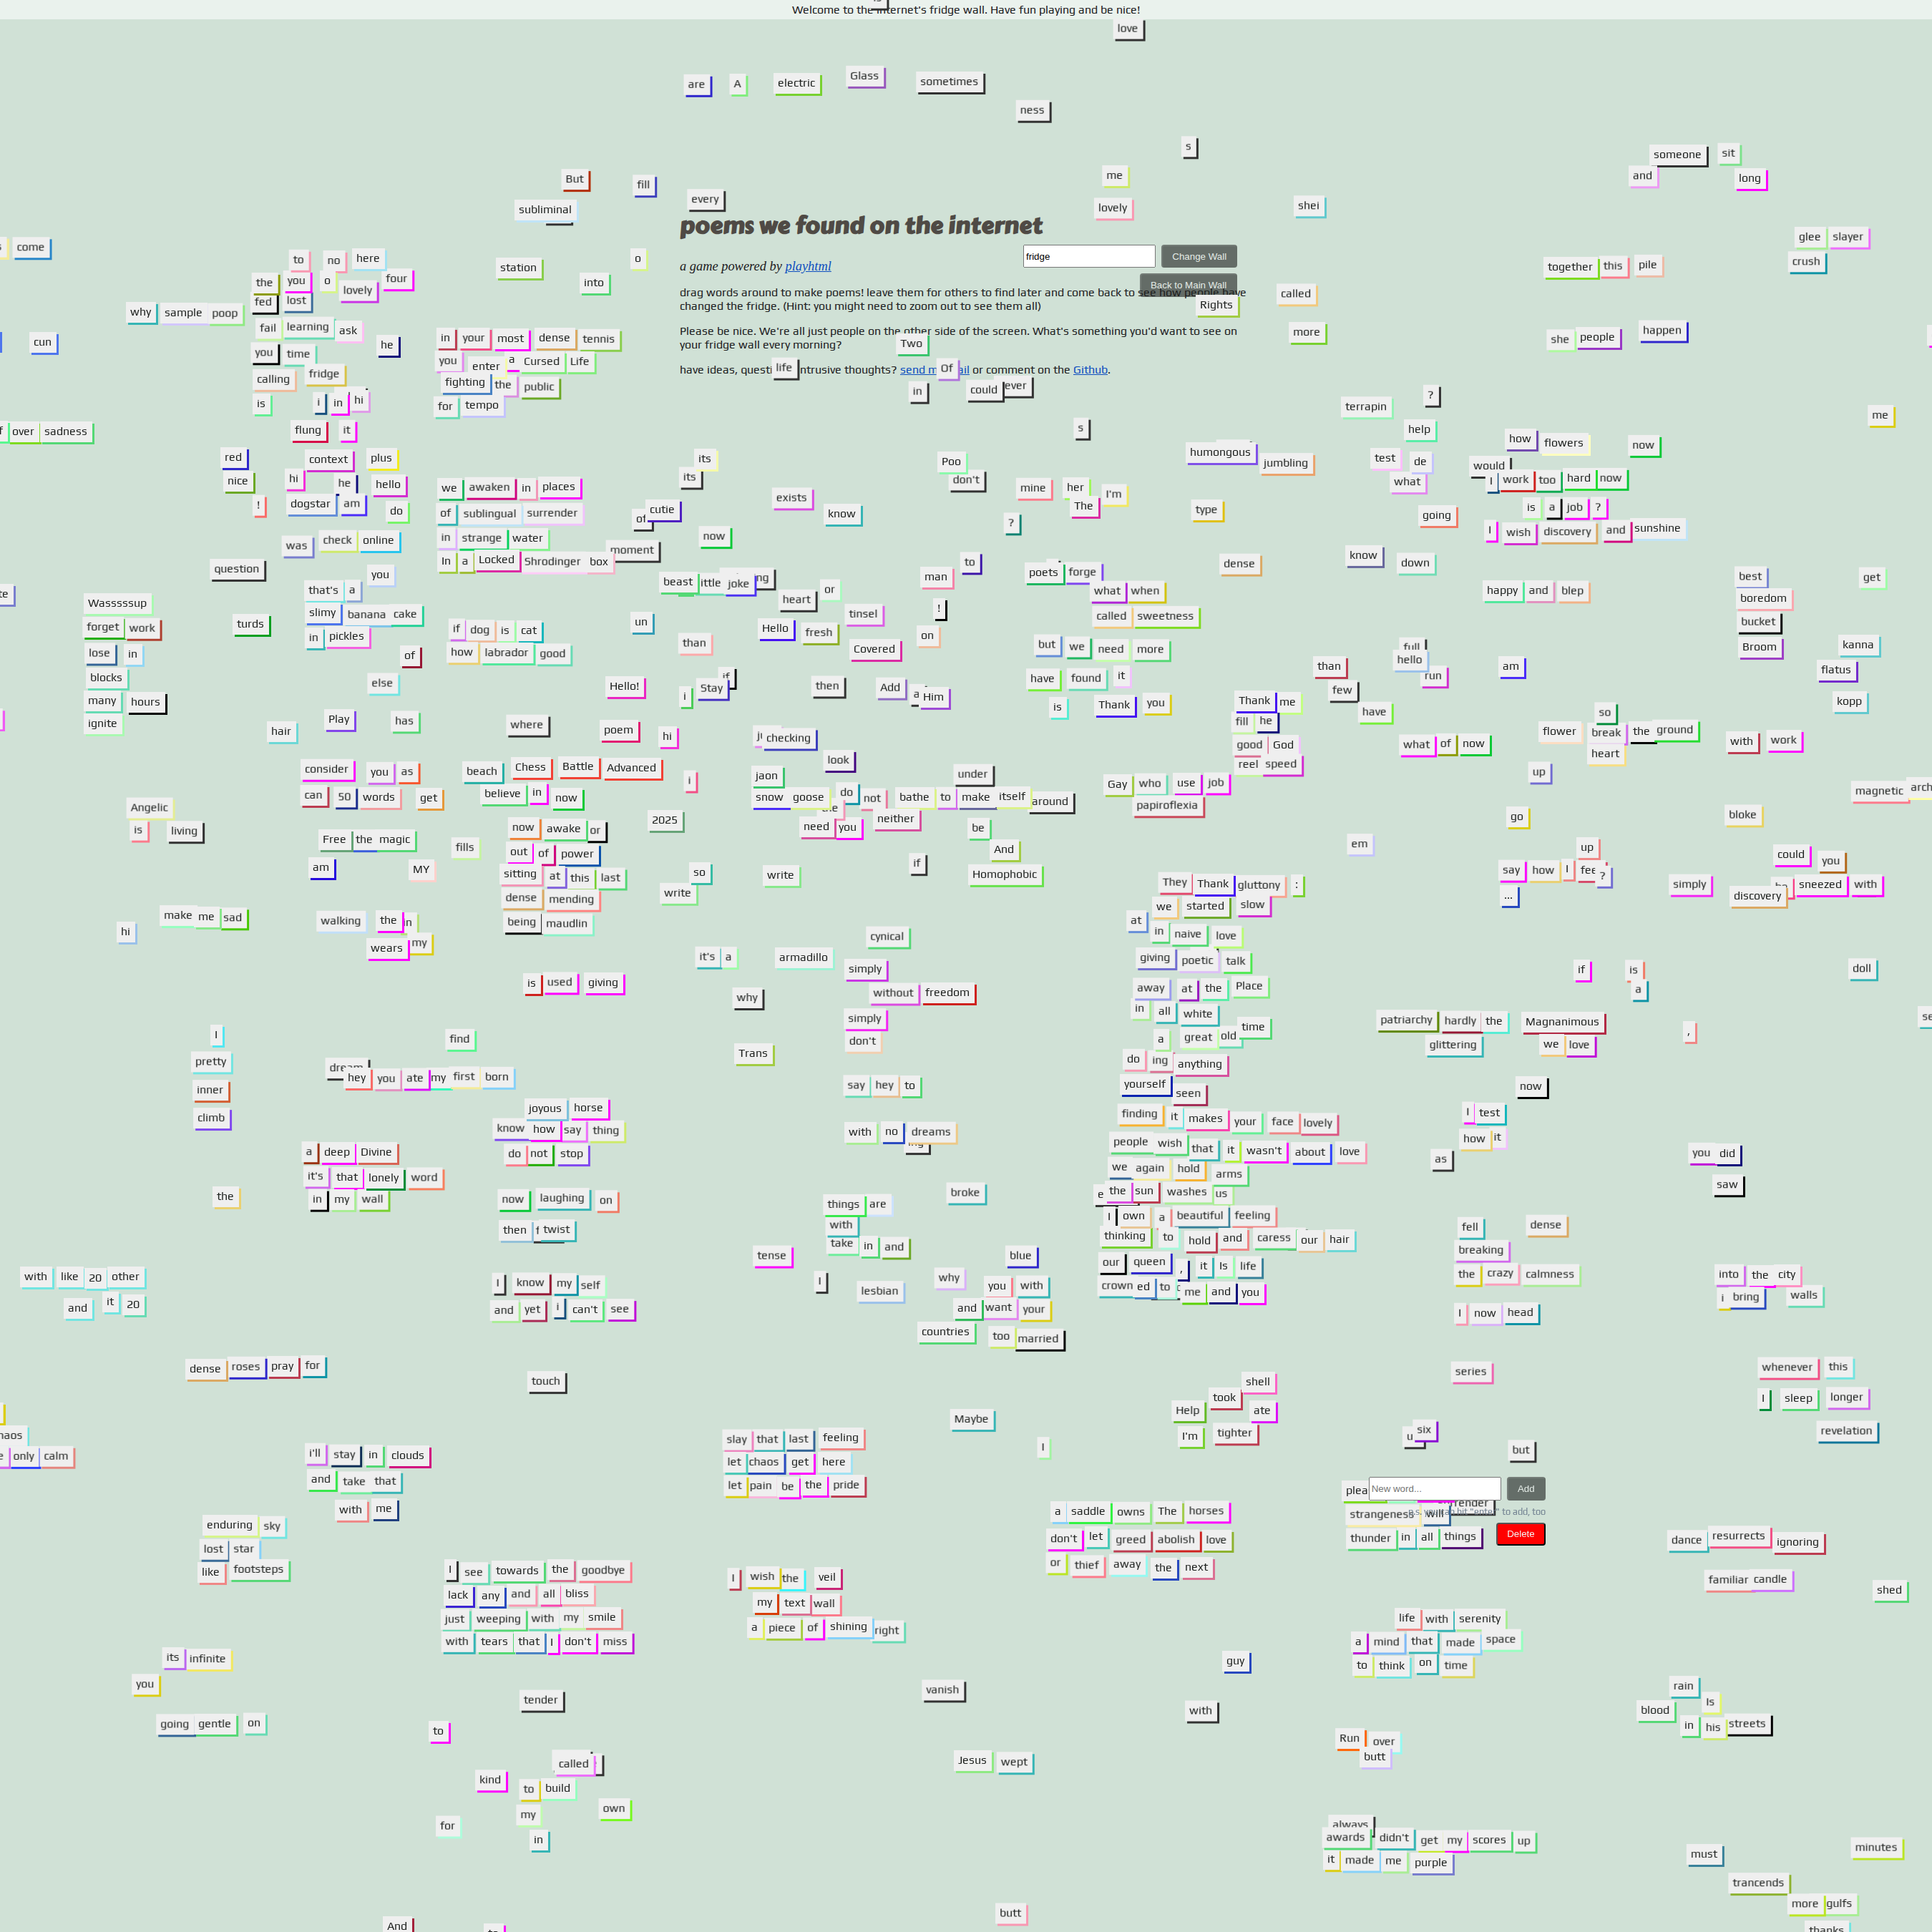 Welcome to the internet's fridge wall. Have fun playing and be nice!
love
are A electric Glass sometimes
ness
s
someone sit
and long
But fill
me
subliminal every
lovely shei
poems we found on the internet
come
glee slayer
to no here
station o
fridge Change Wall
a game powered by playhtml
together this pile
crush
the you o lovely four
into
Back to Main Wall
drag words around to make poems! leave them for others to find later and come back to see how people have
changed the fridge. (Hint: you might need to zoom out to see them all)
called
fed lost
Rights
why sample poop
fail learning ask
Please be nice. We're all just people on the other side of the screen. What's something you'd want to see on
your fridge wall every morning?
more
she people happen
cun
he
in your most dense tennis
Two
you time
you enter a Cursed Life
life
Of
have ideas, questi ntrusive thoughts? send m ail or comment on the Github.
calling fridge
fighting the public
in could ever
is i in hi
for tempo
terrapin ?
me
flung it
over sadness
s
help
how flowers now
red context plus
its
humongous jumbling
Poo
test de
would
nice hi he hello
its
don't
what
I work too hard now
we awaken in places
exists
mine her I'm
! dogstar am do
of sublingual surrender
of cutie
know
The
type
is a job ?
?
going
I wish discovery and sunshine
was check online
in strange water
now
moment
In a Locked Shrodinger box
know down
question
you
to
dense
man
poets forge
beast ittle joke
best get
that's a
heart or
what when
happy and blep
boredom
Wasssssup
slimy banana cake
tinsel !
called sweetness
bucket
forget work turds
un
if dog is cat
Hello fresh on
in pickles
than
Covered
but we need more
Broom kanna
lose in
how labrador good
of
full
hello
than am
flatus
blocks
else
Hello!
if
i Stay
then Add a Him
have found it
run
few
many hours
is Thank you
Thank me
have
kopp
ignite
Play has
where poem hi
fill he
so
hair
checking
good God
what of now
flower break the ground
with work
heart
consider you as
beach Chess Battle Advanced
look
reel speed
up
i jaon
under
can 50 words get
believe in now
snow goose do not bathe to make itself around
Gay who use job
magnetic arch
Angelic
need you neither
papiroflexia
is living
2025
now awake or
be
go
bloke
Free the magic
fills
out of power
And
em
up
could you
am MY
sitting at this last
so write
if
Homophobic
say how I fee ?
simply
sneezed with
write
They Thank gluttony :
...
discovery
dense mending
we started slow
make me sad
walking the in
being maudlin
at
hi
in naive love
wears my
cynical
it's a armadillo
giving poetic talk
simply
if is
doll
is used giving
away at the Place
a
why
without freedom
in all white
simply
patriarchy hardly the
Magnanimous
,
I
find
don't
a great old time
glittering
we love
Trans
pretty
do ing anything
dream
hey you ate my first born
say hey to
yourself
now
inner
seen
climb
joyous horse
finding it makes your face lovely
I test
know how say thing
with no dreams
how it
people wish that it wasn't about love
a deep Divine
do not stop
as
you did
it's that lonely word
we again hold arms
saw
the
in my wall
now laughing on
broke
the sun washes us
things are
I own a beautiful feeling
then twist
with
fell dense
take in and
thinking to hold and caress our hair
tense
blue
breaking
with like 20 other
I know my self
I
lesbian why
our queen , it Is life
the crazy calmness
into the city
you with
crown ed to me and you
i bring walls
and it 20
and yet i can't see
and want your
I now head
countries too married
dense roses pray for
touch
series
whenever this
shell
took
I sleep longer
Help ate
Maybe
I'm tighter
revelation
slay that last feeling
I
u six
but
only calm
i'll stay in clouds
let chaos get here
and take that
let pain be the pride
plea
New word... Add
with me
a saddle owns The horses
strangeness will
enduring sky
don't let greed abolish love
thunder in all things
Delete
dance resurrects ignoring
lost star
or thief away the next
like footsteps
I see towards the goodbye
I wish the veil
familiar candle
shed
lack any and all bliss
my text wall
just weeping with my smile
a piece of shining right
life with serenity
with tears that I don't miss
a mind that made space
its infinite
guy
to think on time
you
vanish
rain
tender
blood Is
going gentle on
to
with
in his streets
Run over
butt
called
Jesus wept
kind
to build
my own
for
in
always
awards didn't get my scores up
it made me purple
minutes
must
trancends
more gulfs
butt
And
thanks